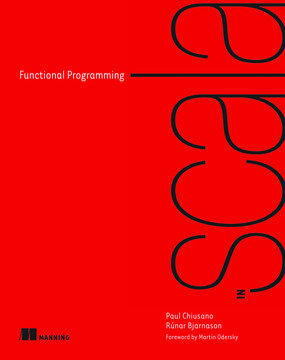 Functional Programming
IN
Scala
Paul Chiusano
Rúnar Bjarnason
Foreword by Martin Odersky
MANNING